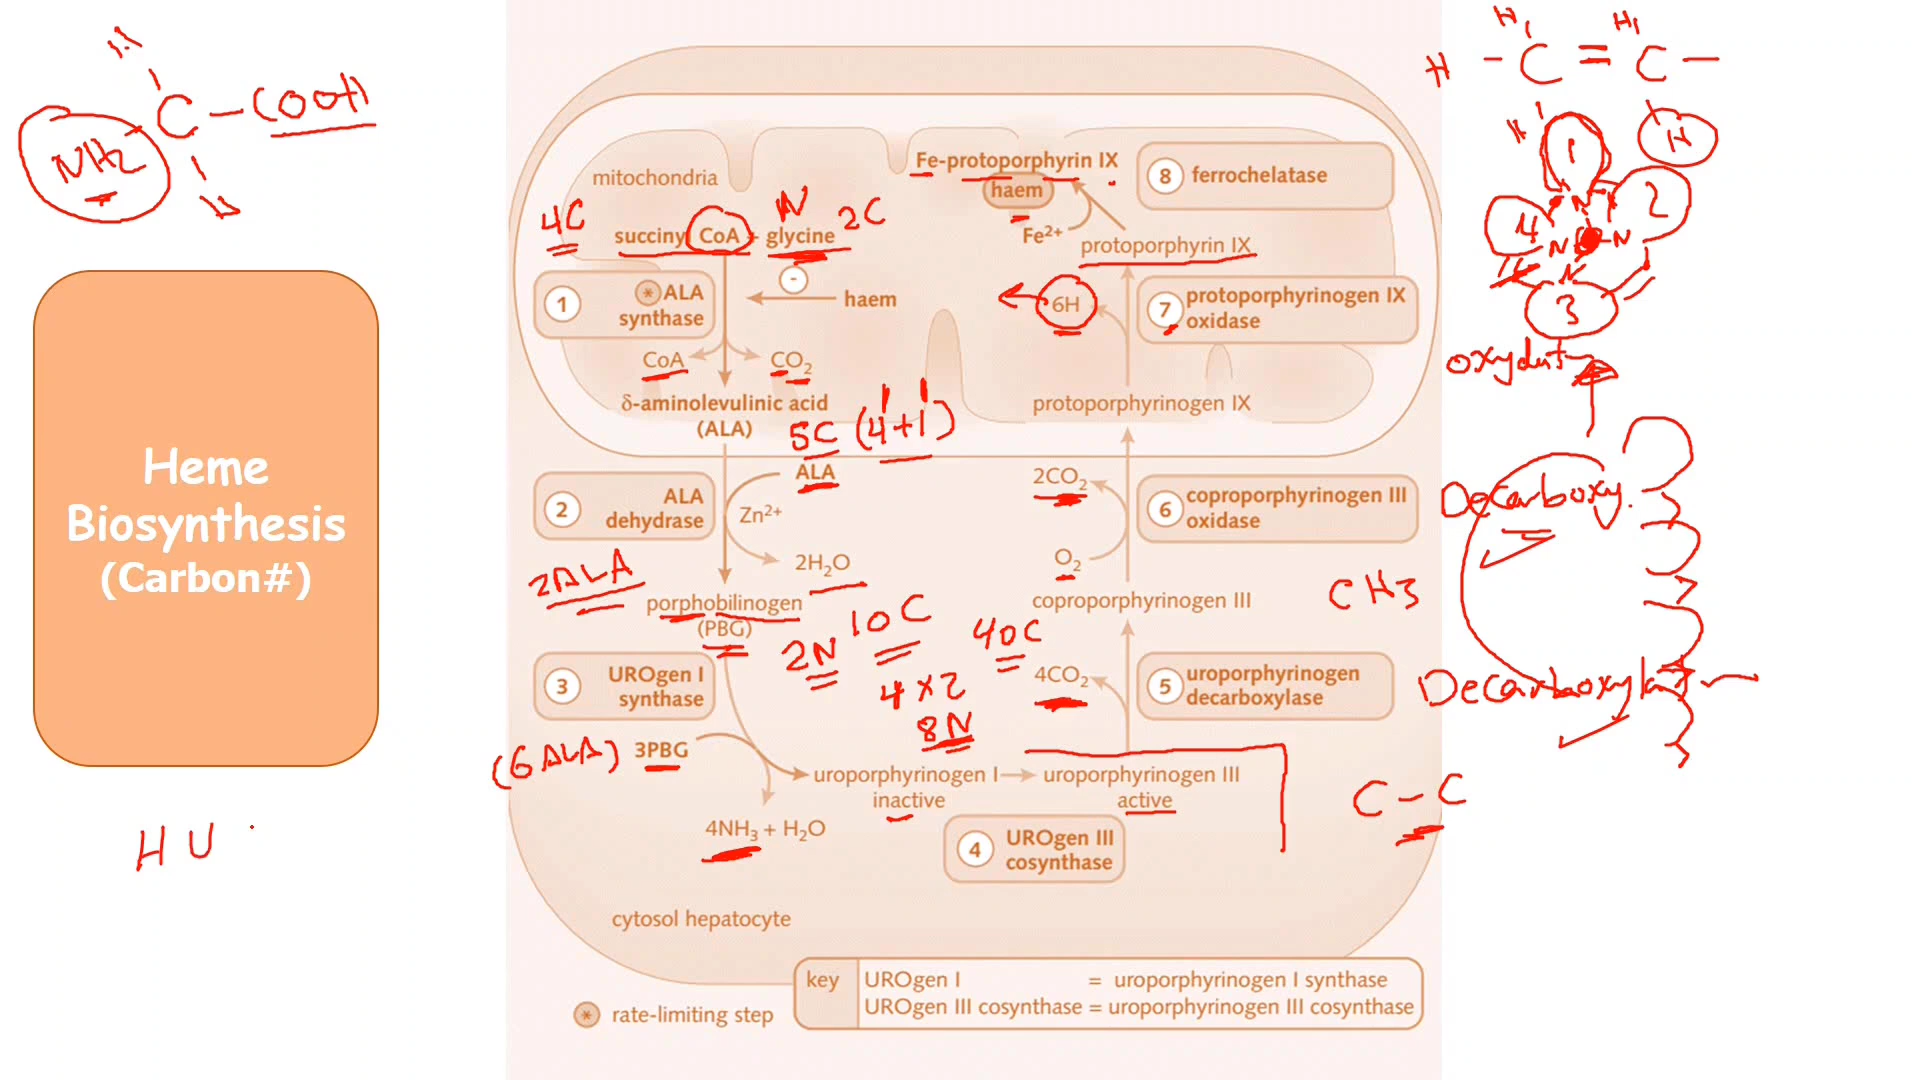 H
C - COOH
NH2
H
Heme
Biosynthesis
(Carbon#)
H U
mitochondria
4C
N
2C
succinyl CoA + glycine
-
haem
1
* ALA
synthase
CoA
CO2
δ-aminolevulinic acid
(ALA)
5C (4+1)
ALA
2
ALA
dehydrase
Zn2+
2H2O
2ALA
porphobilinogen
(PBG)
2N
10C
40C
4x2
8N
3
UROgen I
synthase
(6ALA)
3PBG
4NH3 + H2O
uroporphyrinogen I
inactive
uroporphyrinogen III
active
4
UROgen III
cosynthase
4CO2
5
uroporphyrinogen
decarboxylase
coproporphyrinogen III
2CO2
O2
6
coproporphyrinogen III
oxidase
protoporphyrinogen IX
6H
7
protoporphyrinogen IX
oxidase
protoporphyrin IX
Fe2+
Fe-protoporphyrin IX
haem
8
ferrochelatase
cytosol hepatocyte
* rate-limiting step
key
UROgen I = uroporphyrinogen I synthase
UROgen III cosynthase = uroporphyrinogen III cosynthase
H H
H - C = C -
H
H
1
2
4
N
N N
N
3
Decarboxy.
CH3
C - C